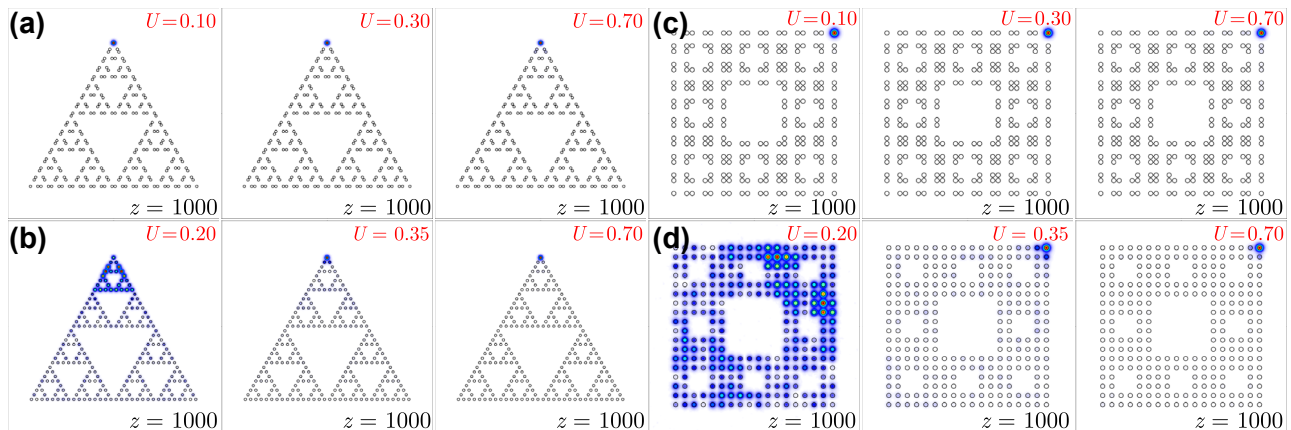 (a)
U=0.10
z = 1000
U=0.30
z = 1000
U=0.70
z = 1000
(c)
U=0.10
z = 1000
U=0.30
z = 1000
U=0.70
z = 1000
(b)
U=0.20
z = 1000
U= 0.35
z = 1000
U=0.70
z = 1000
(d)
U=0.20
z = 1000
U = 0.35
z = 1000
U=0.70
z = 1000